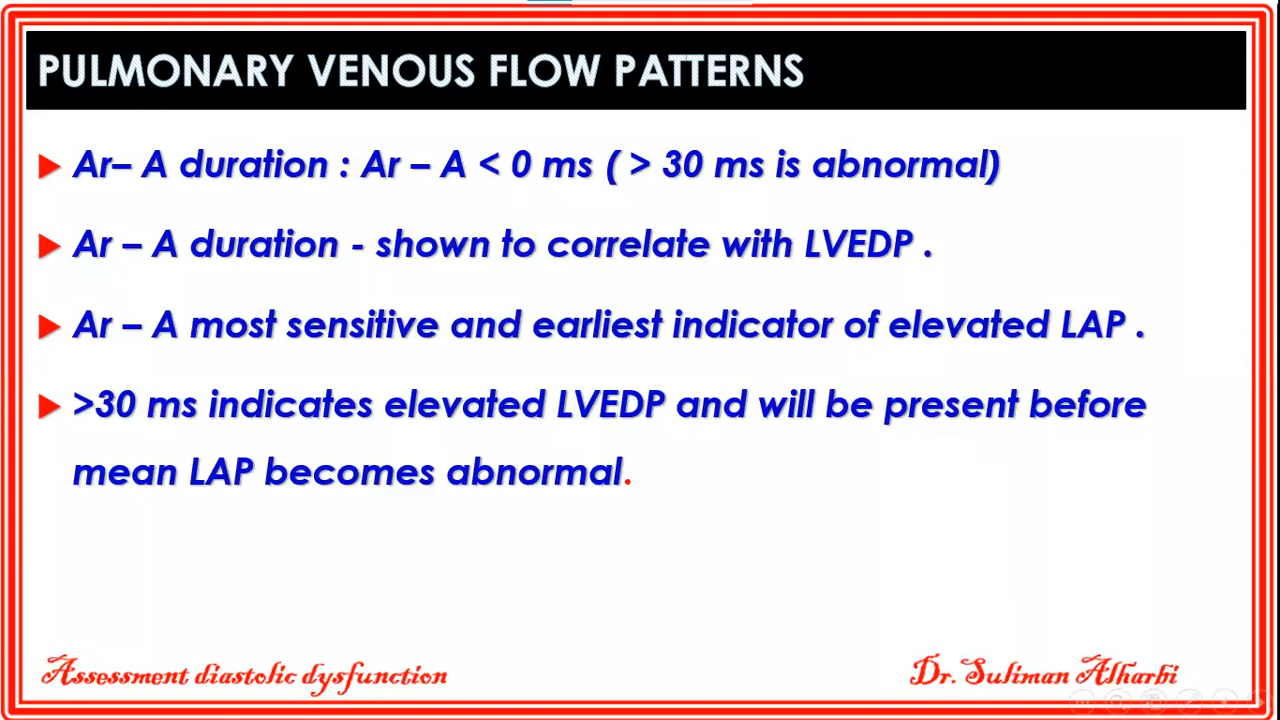 PULMONARY VENOUS FLOW PATTERNS
Ar– A duration : Ar – A < 0 ms ( > 30 ms is abnormal)
Ar – A duration - shown to correlate with LVEDP .
Ar – A most sensitive and earliest indicator of elevated LAP .
>30 ms indicates elevated LVEDP and will be present before
mean LAP becomes abnormal.
Assessment diastolic dysfunction
Dr. Suliman Alharbi